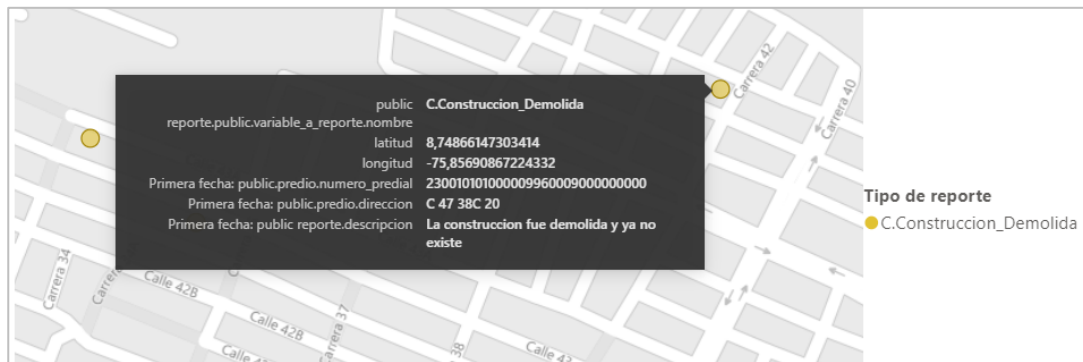 Carrera 42
Carrera 40
public reporte.public.variable_a_reporte.nombre C.Construccion_Demolida
latitud 8,74866147303414
longitud -75,85690867224332
Primera fecha: public.predio.numero_predial 230010101000009960009000000000
Primera fecha: public.predio.direccion C 47 38C 20
Primera fecha: public reporte.descripcion La construccion fue demolida y ya no
existe
Tipo de reporte
C.Construccion_Demolida
Carrera 34
Carrera
Calle 42B
Calle 42B
Carrera 37
Calle 4
38
Calle 43